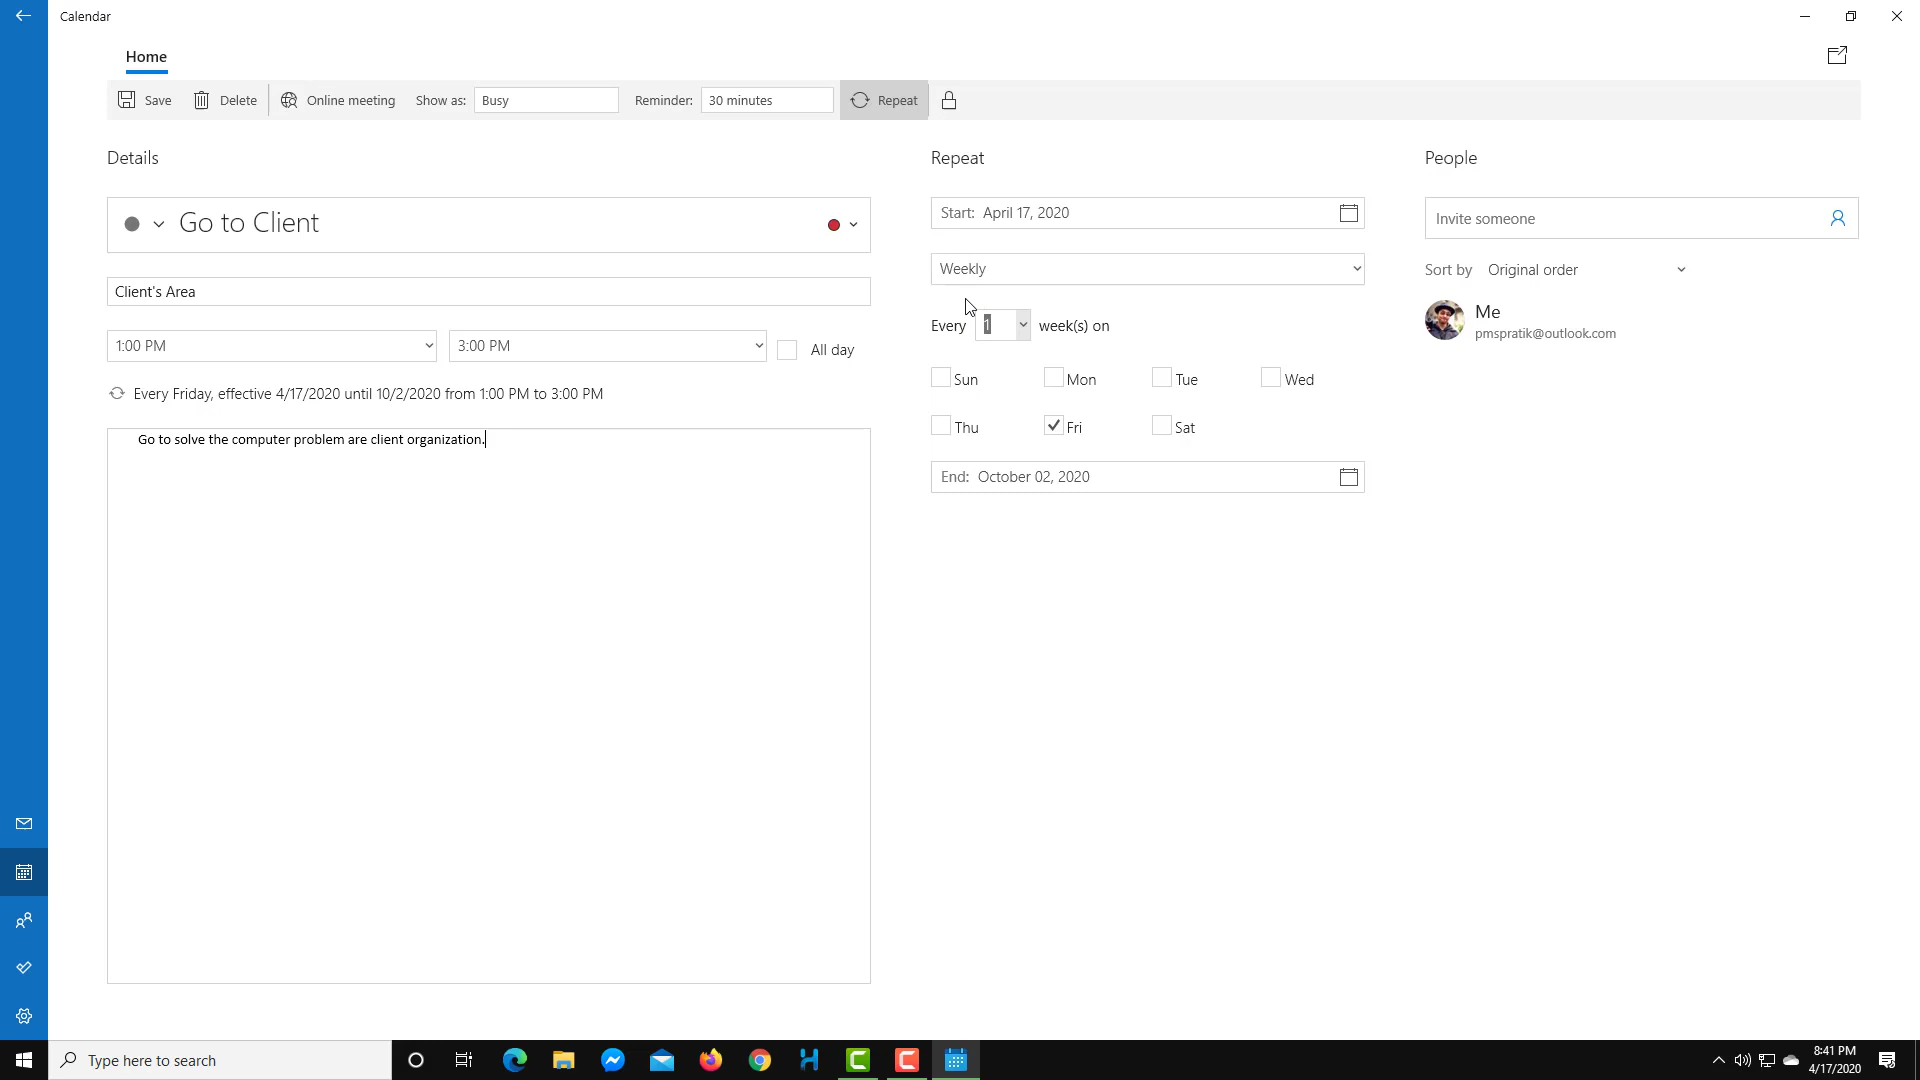 Calendar
Home
Save
Delete
Online meeting
Show as:
Busy
Reminder:
30 minutes
Repeat
Details
Go to Client
Client's Area
1:00 PM
3:00 PM
All day
Every Friday, effective 4/17/2020 until 10/2/2020 from 1:00 PM to 3:00 PM
Go to solve the computer problem are client organization.
Repeat
Start: April 17, 2020
Weekly
Every 1 week(s) on
Sun
Mon
Tue
Wed
Thu
Fri
Sat
End: October 02, 2020
People
Invite someone
Sort by Original order
Me
pmspratik@outlook.com
Type here to search
8:41 PM
4/17/2020